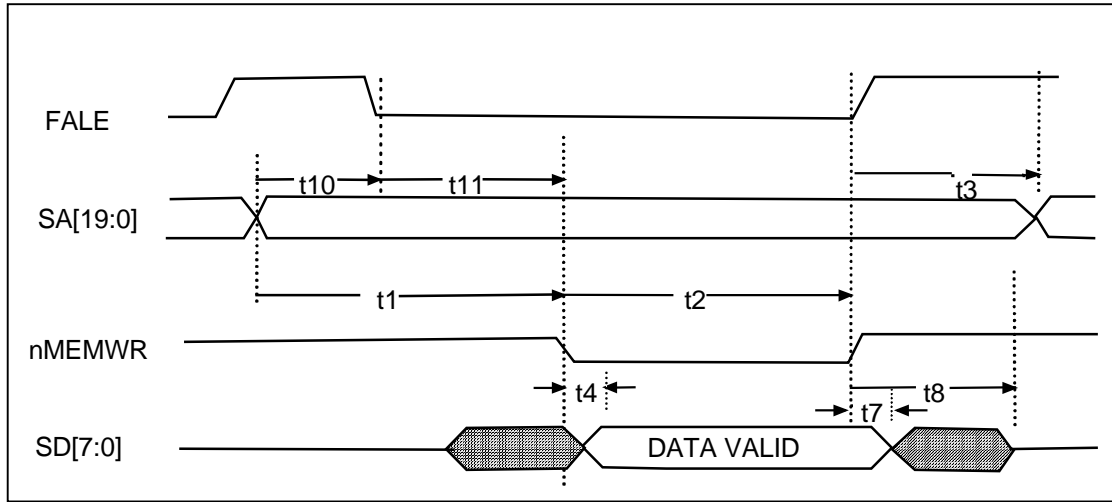 FALE
t10 t11 t3
SA[19:0]
t1 t2
nMEMWR
t4 t8
t7
SD[7:0] DATA VALID